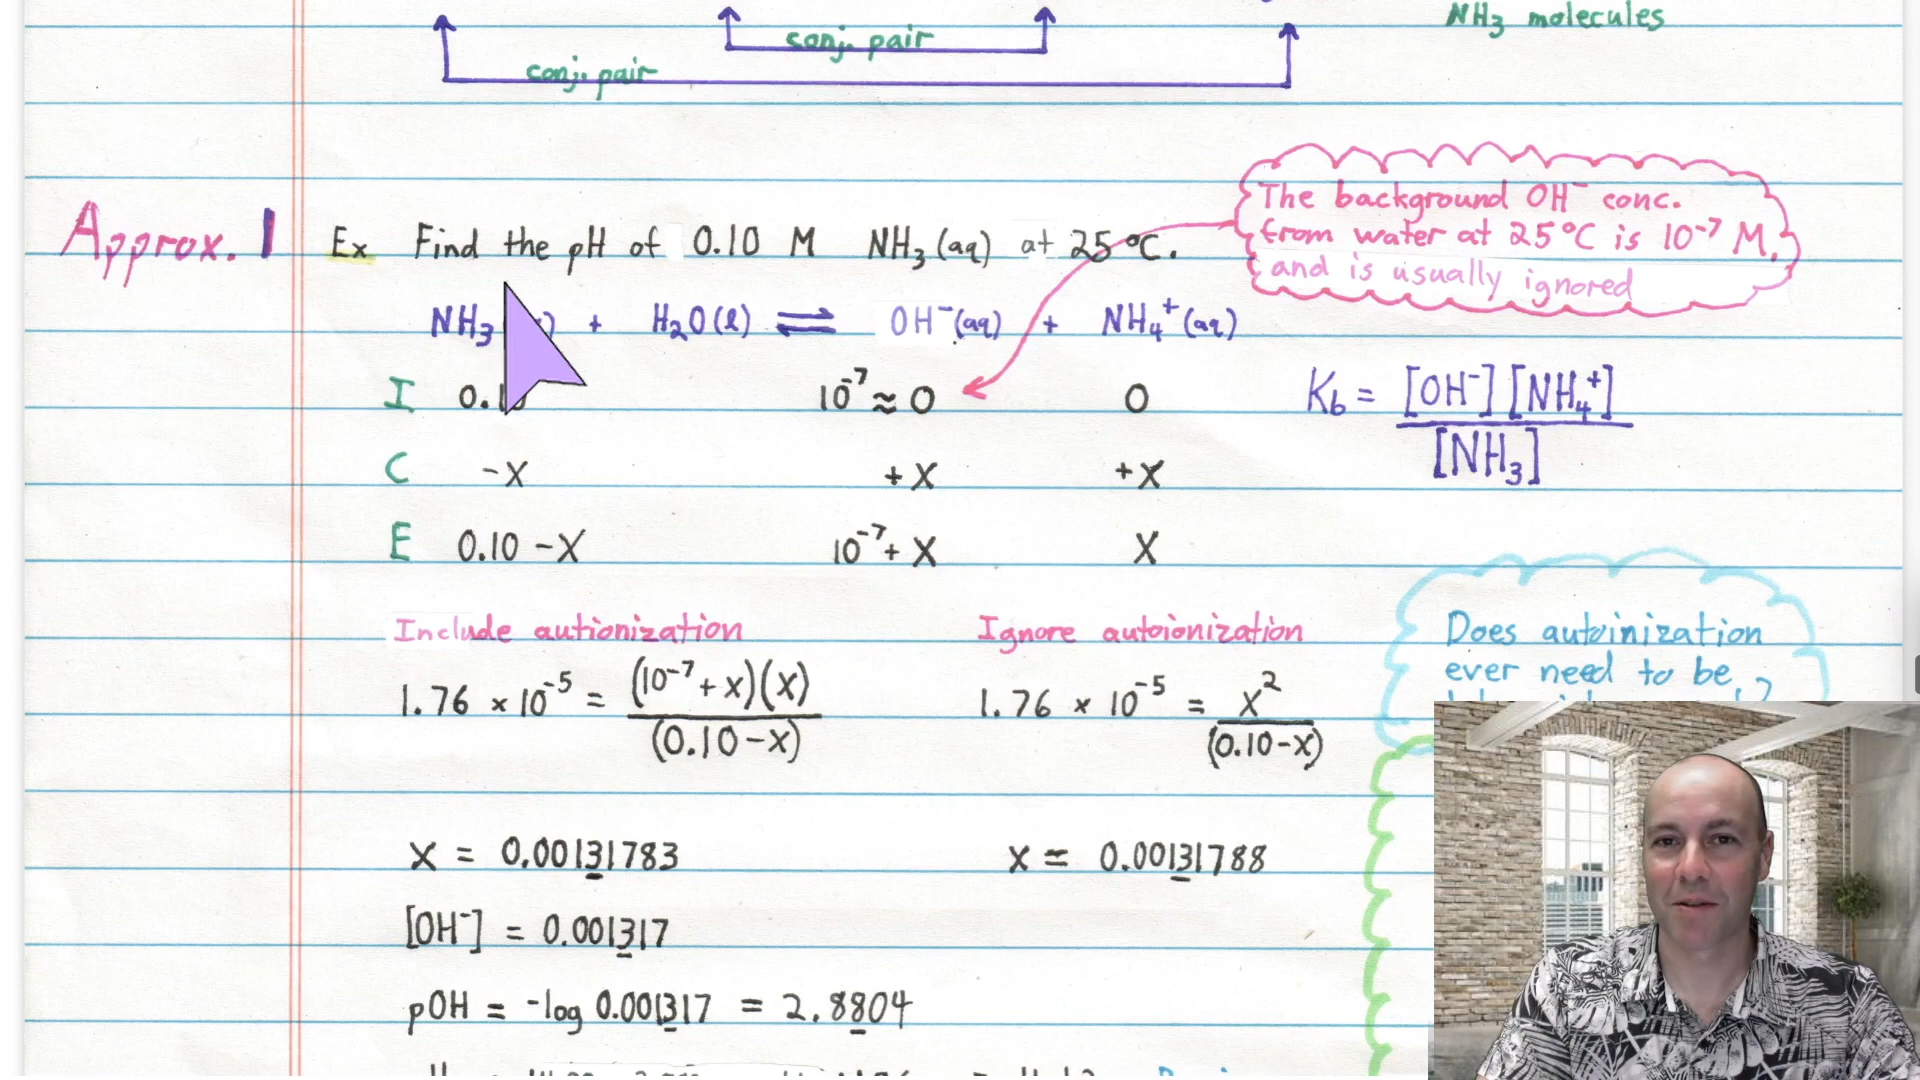 NH₃ molecules
conj. pair
conj. pair
Approx. 1
Ex Find the pH of 0.10 M NH₃(aq) at 25°C.
The background OH⁻ conc.
from water at 25°C is 10⁻⁷ M,
and is usually ignored
NH₃ + H₂O(l) ⇌ OH⁻(aq) + NH₄⁺(aq)
I 0.10 10⁻⁷ ≈ 0 0
C -X +X +X
E 0.10 -X 10⁻⁷+ X X
Kb = [OH⁻][NH₄⁺]
[NH₃]
Include autionization
1.76 × 10⁻⁵ = (10⁻⁷+x)(x)
(0.10-x)
X = 0.00131783
[OH⁻] = 0.001317
pOH = -log 0.001317 = 2.8804
Ignore autoionization
1.76 × 10⁻⁵ = X²
(0.10-x)
X = 0.00131788
Does autoinization
ever need to be